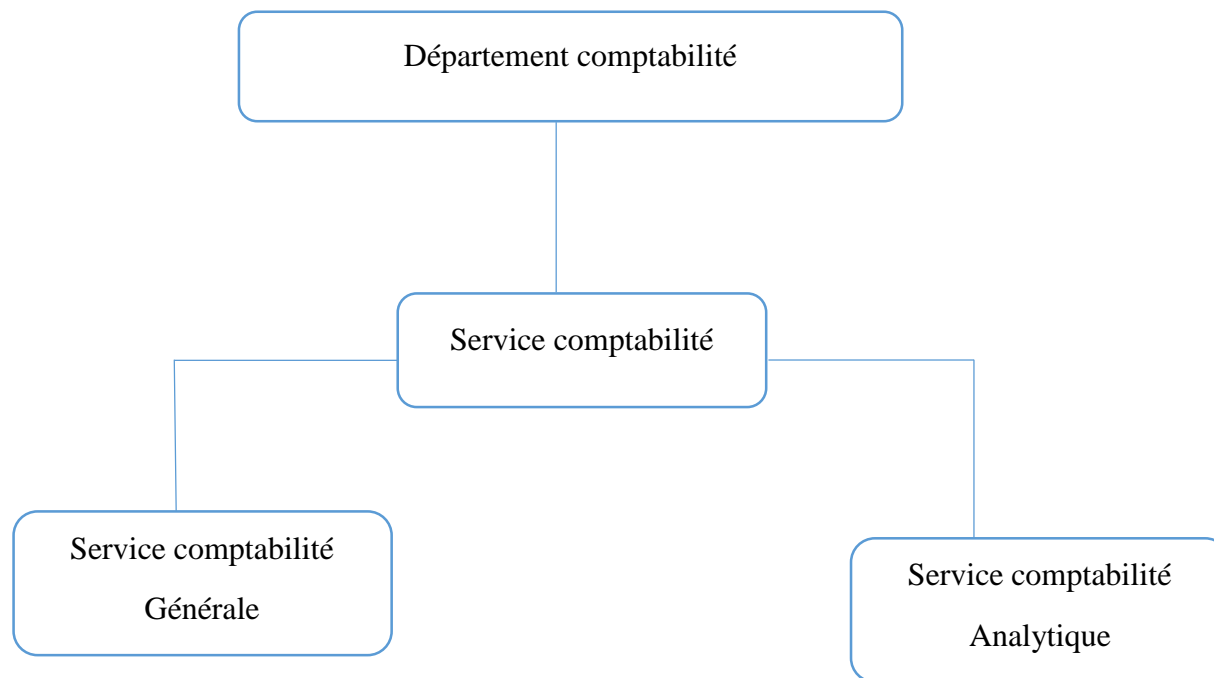 Département comptabilité
Service comptabilité
Service comptabilité
Générale
Service comptabilité
Analytique